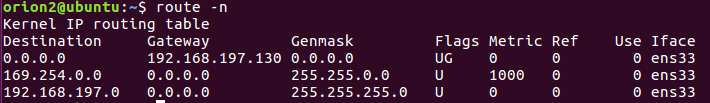 orion2@ubuntu:~$ route -n
Kernel IP routing table
Destination     Gateway         Genmask         Flags Metric Ref    Use Iface
0.0.0.0         192.168.197.130 0.0.0.0         UG    0      0        0 ens33
169.254.0.0     0.0.0.0         255.255.0.0     U     1000   0        0 ens33
192.168.197.0   0.0.0.0         255.255.255.0   U     0      0        0 ens33